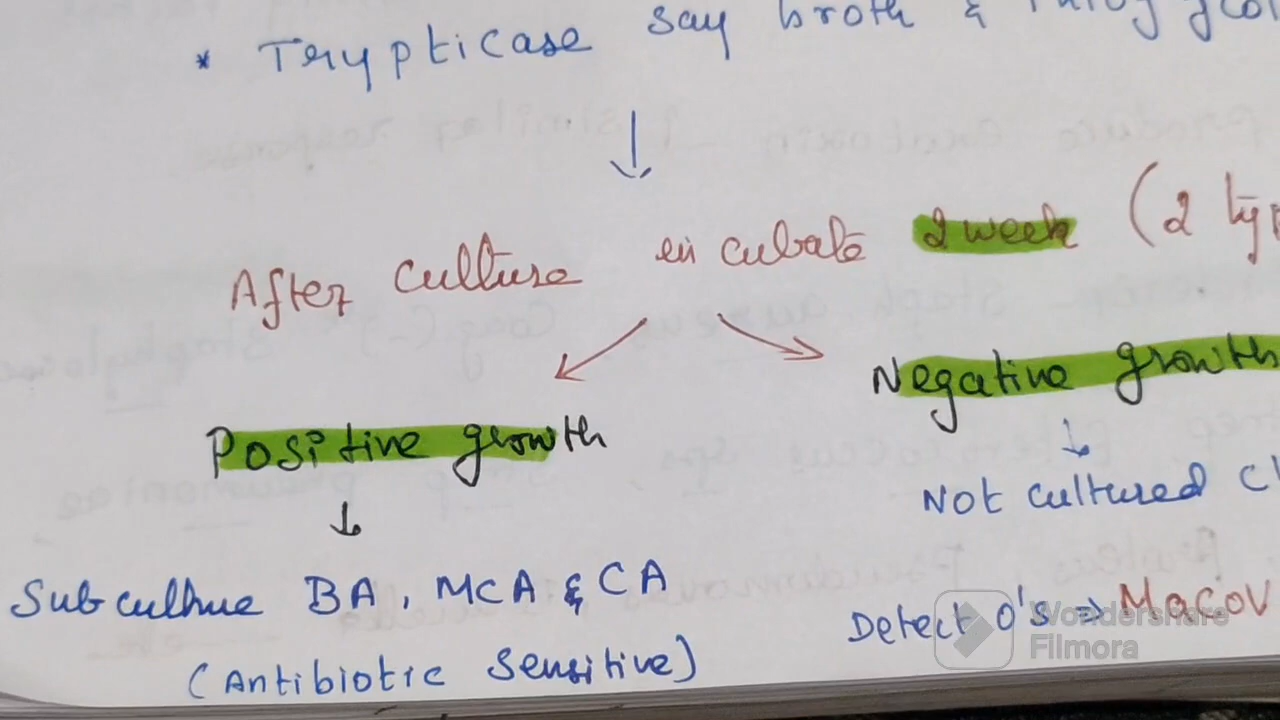 * Trypticase Soy broth &
↓
After Culture incubate 2 week (2 typ
Positive growth
Negative growth
↓
↓
Not cultured
Subculture BA, MCA & CA
Detect O's ⇒
(Antibiotic Sensitive)
Wondershare
Filmora